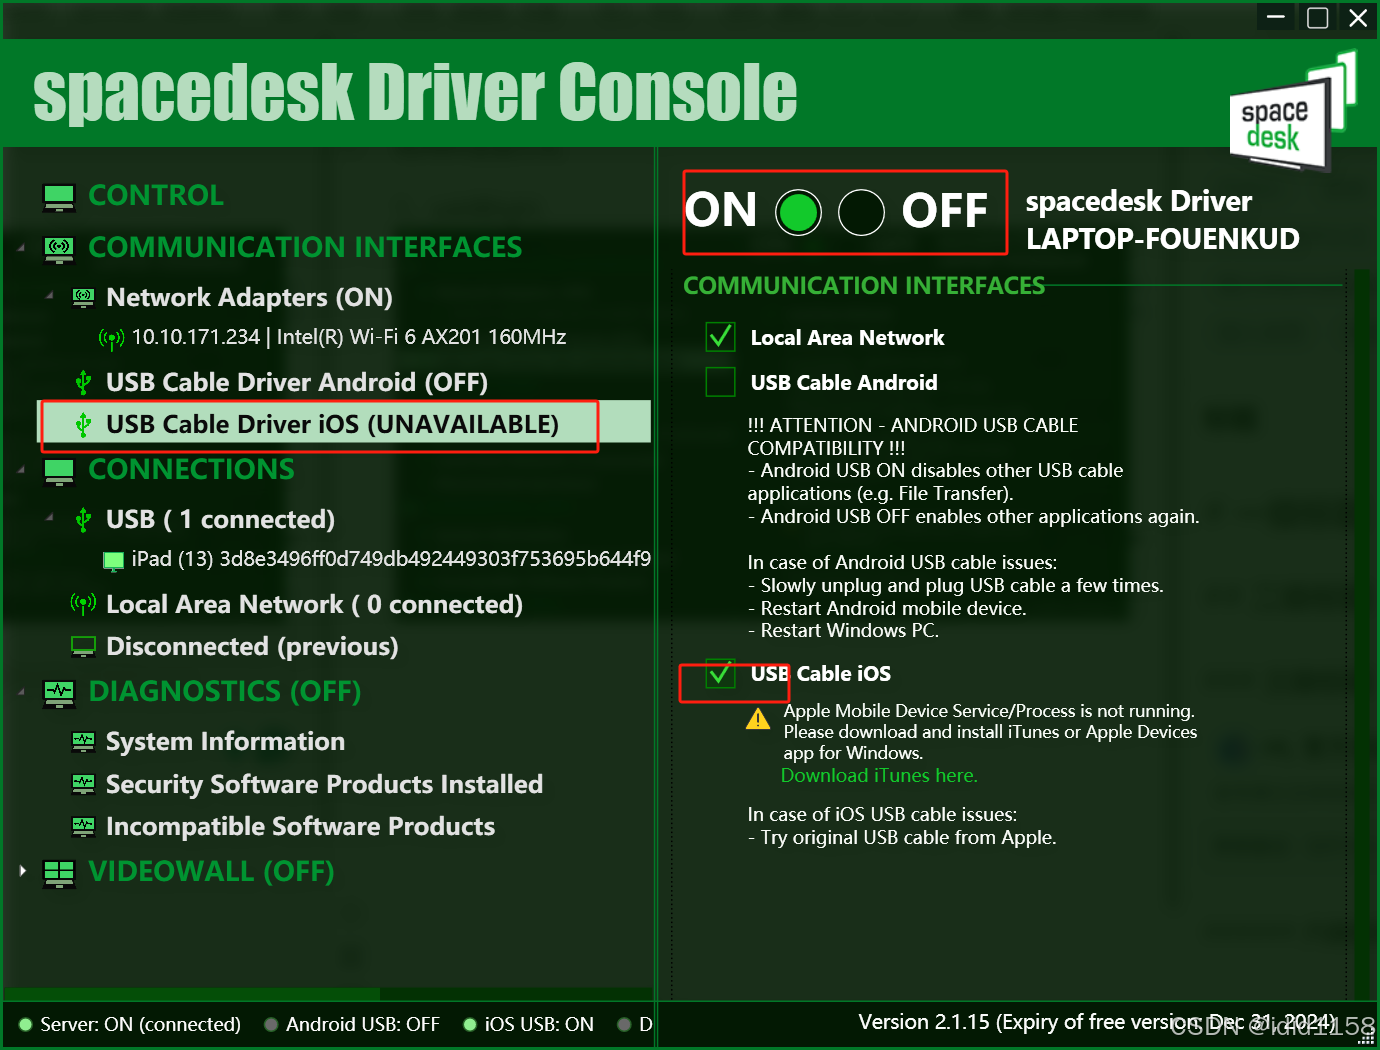 spacedesk Driver Console
space
desk
CONTROL
COMMUNICATION INTERFACES
Network Adapters (ON)
10.10.171.234 | Intel(R) Wi-Fi 6 AX201 160MHz
USB Cable Driver Android (OFF)
USB Cable Driver iOS (UNAVAILABLE)
CONNECTIONS
USB ( 1 connected)
iPad (13) 3d8e3496ff0d749db492449303f753695b644f9
Local Area Network ( 0 connected)
Disconnected (previous)
DIAGNOSTICS (OFF)
System Information
Security Software Products Installed
Incompatible Software Products
VIDEOWALL (OFF)
ON OFF
spacedesk Driver
LAPTOP-FOUENKUD
COMMUNICATION INTERFACES
Local Area Network
USB Cable Android
!!! ATTENTION - ANDROID USB CABLE
COMPATIBILITY !!!
- Android USB ON disables other USB cable
applications (e.g. File Transfer).
- Android USB OFF enables other applications again.
In case of Android USB cable issues:
- Slowly unplug and plug USB cable a few times.
- Restart Android mobile device.
- Restart Windows PC.
USB Cable iOS
Apple Mobile Device Service/Process is not running.
Please download and install iTunes or Apple Devices
app for Windows.
Download iTunes here.
In case of iOS USB cable issues:
- Try original USB cable from Apple.
Server: ON (connected) Android USB: OFF iOS USB: ON D
Version 2.1.15 (Expiry of free version: Dec 31, 2024)